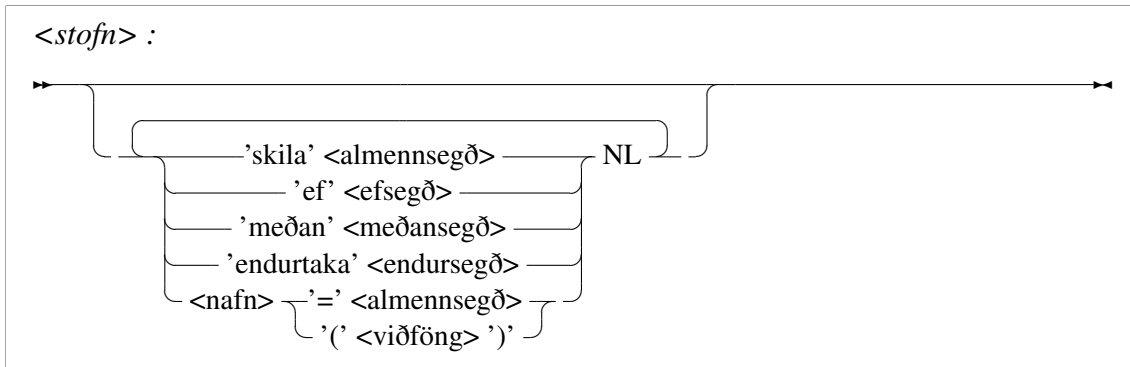 <stofn> :
’skila’ <almennsegð> NL
’ef’ <efsegð>
’meðan’ <meðansegð>
’endurtaka’ <endursegð>
<nafn> ’=’ <almennsegð>
’(’ <viðföng> ’)’